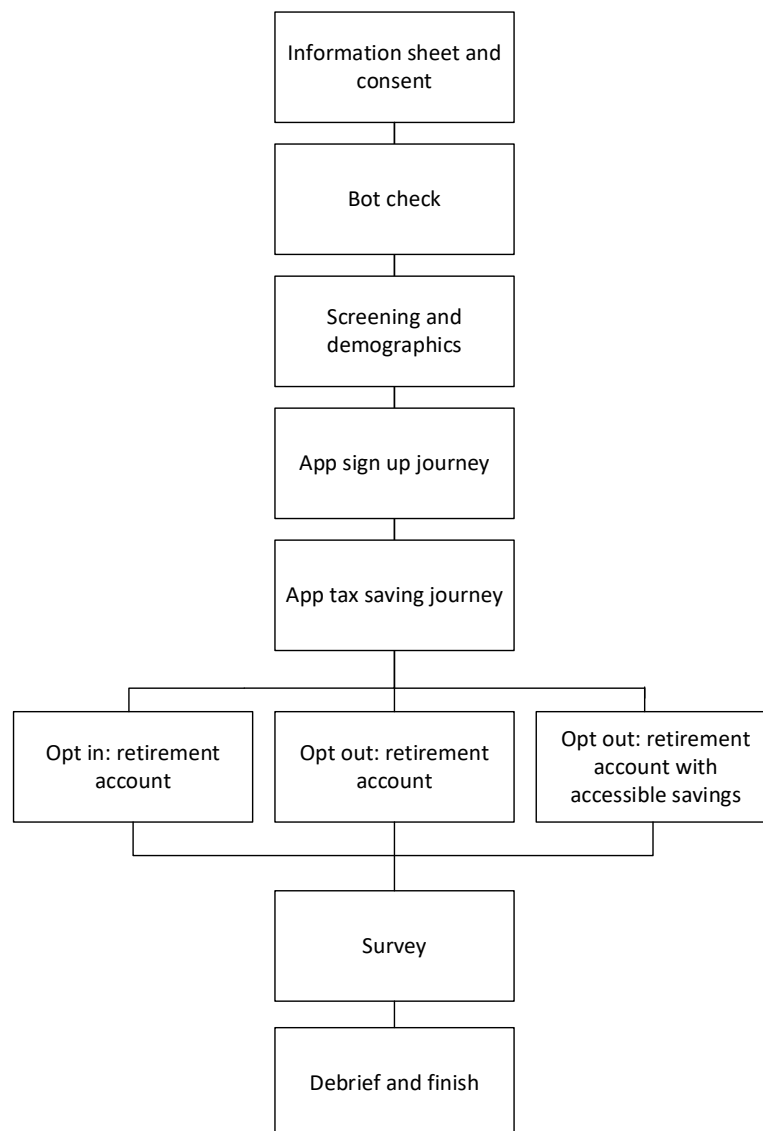 Information sheet and
consent
Bot check
Screening and
demographics
App sign up journey
App tax saving journey
Opt in: retirement
account
Opt out: retirement
account
Opt out: retirement
account with
accessible savings
Survey
Debrief and finish